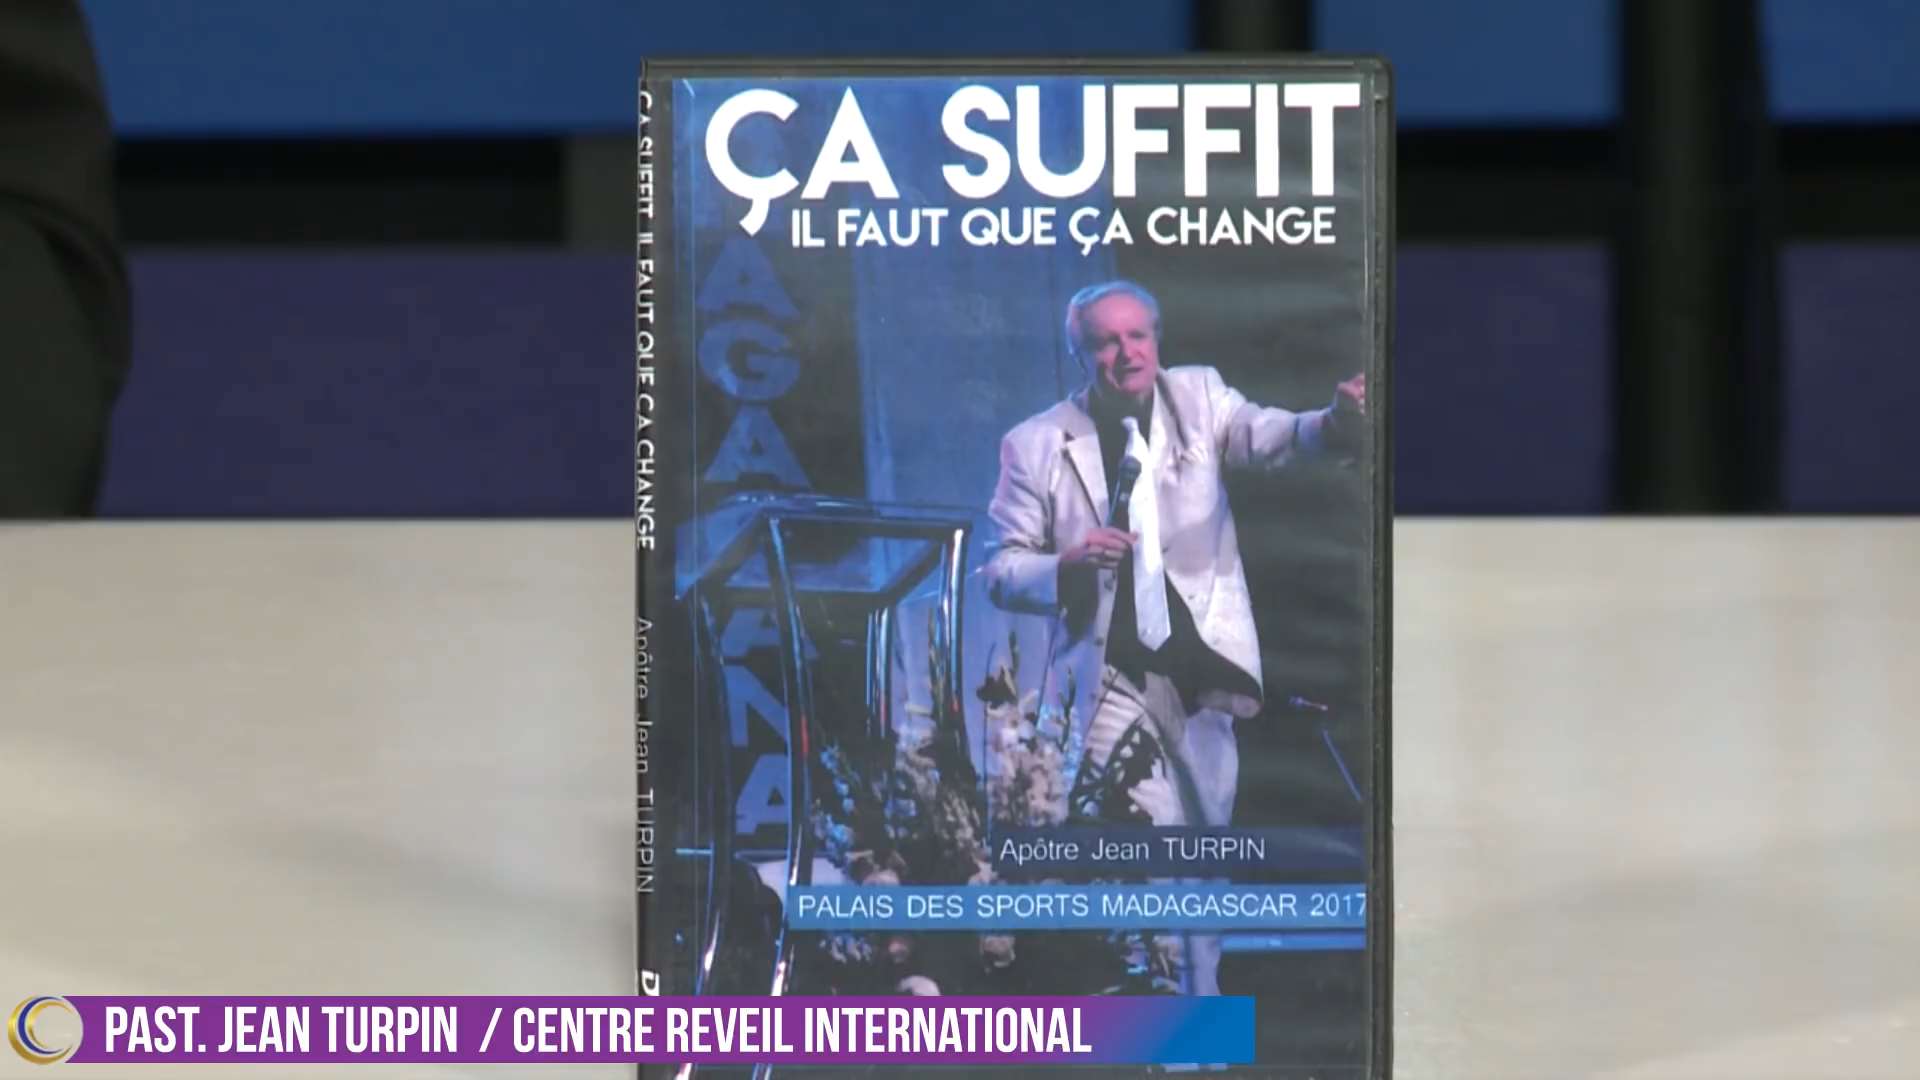 ÇA SUFFIT
IL FAUT QUE ÇA CHANGE
ÇA SUFFIT IL FAUT QUE ÇA CHANGE Apôtre Jean TURPIN
Apôtre Jean TURPIN
PALAIS DES SPORTS MADAGASCAR 2017
PAST. JEAN TURPIN / CENTRE REVEIL INTERNATIONAL